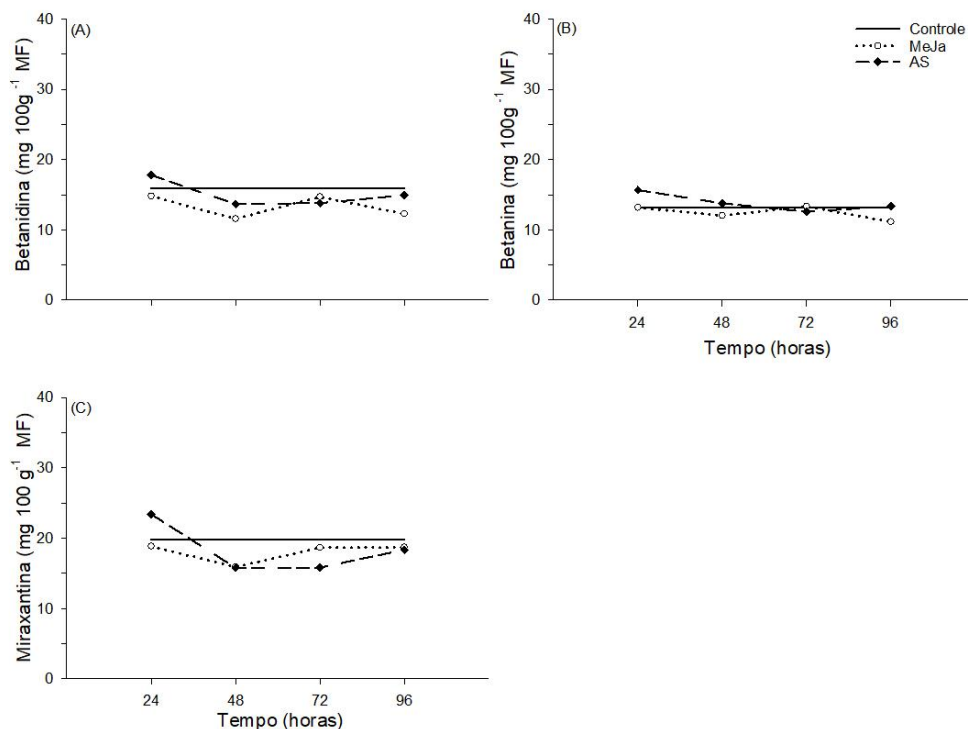 (A)
Betanidina (mg 100g⁻¹ MF)
40
30
20
10
0
(B)
Controle
MeJa
AS
Betanina (mg 100g⁻¹ MF)
40
30
20
10
0
24 48 72 96
Tempo (horas)
(C)
Miraxantina (mg 100 g⁻¹ MF)
40
30
20
10
0
24 48 72 96
Tempo (horas)